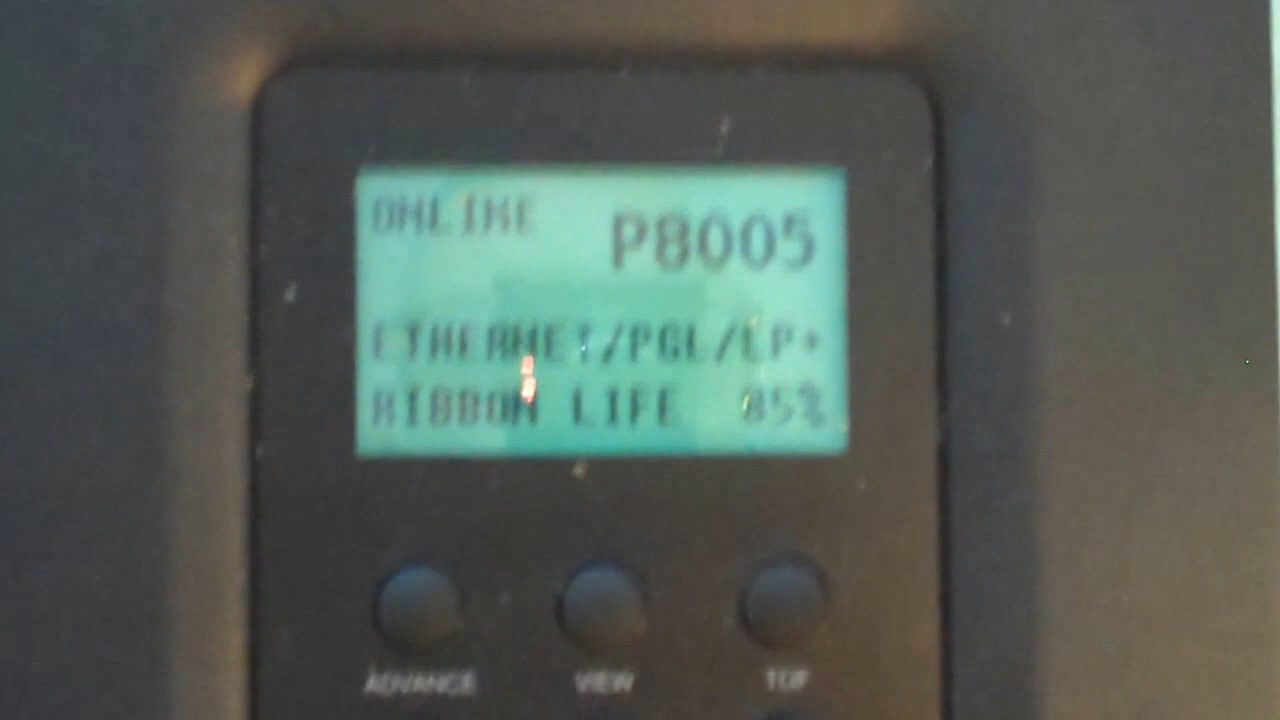 ONLINE
P8005
ETHERNET/PGL/LP+
RIBBON LIFE 85%
ADVANCE
VIEW
TOF